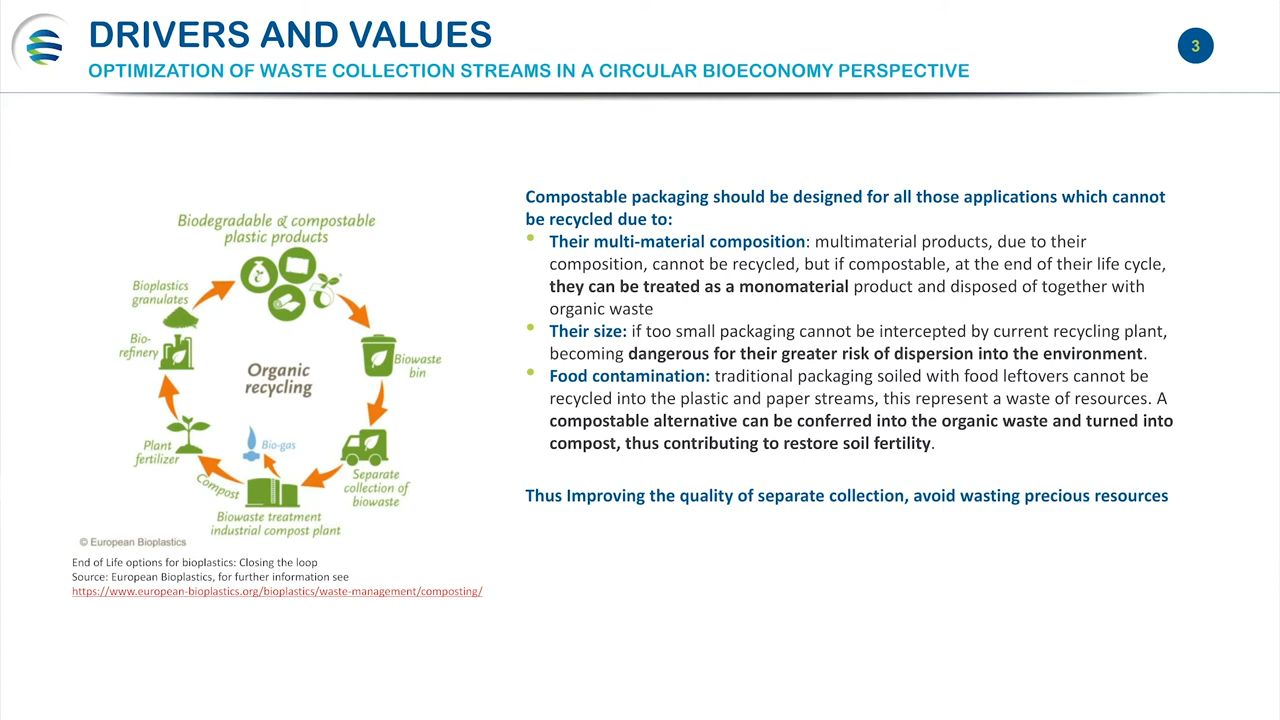 DRIVERS AND VALUES
OPTIMIZATION OF WASTE COLLECTION STREAMS IN A CIRCULAR BIOECONOMY PERSPECTIVE
3
Biodegradable & compostable
plastic products
Bioplastics
granulates
Bio-
refinery
Biowaste
bin
Organic
recycling
Plant
fertilizer
Bio-gas
Compost
Separate
collection of
biowaste
Biowaste treatment
industrial compost plant
© European Bioplastics
End of Life options for bioplastics: Closing the loop
Source: European Bioplastics, for further information see
https://www.european-bioplastics.org/bioplastics/waste-management/composting/
Compostable packaging should be designed for all those applications which cannot
be recycled due to:
• Their multi-material composition: multimaterial products, due to their
composition, cannot be recycled, but if compostable, at the end of their life cycle,
they can be treated as a monomaterial product and disposed of together with
organic waste
• Their size: if too small packaging cannot be intercepted by current recycling plant,
becoming dangerous for their greater risk of dispersion into the environment.
• Food contamination: traditional packaging soiled with food leftovers cannot be
recycled into the plastic and paper streams, this represent a waste of resources. A
compostable alternative can be conferred into the organic waste and turned into
compost, thus contributing to restore soil fertility.
Thus Improving the quality of separate collection, avoid wasting precious resources